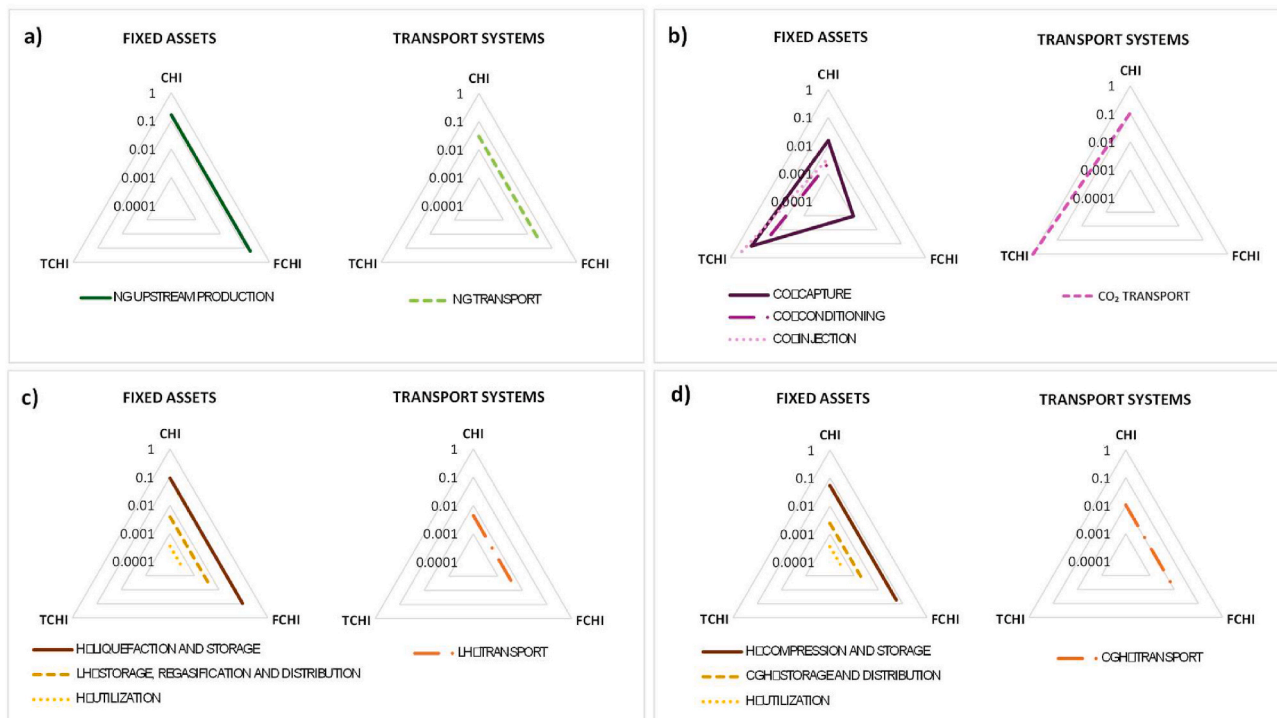 a)
FIXED ASSETS
TRANSPORT SYSTEMS
CHI
1
0.1
0.01
0.001
0.0001
TCHI
FCHI
NG UPSTREAM PRODUCTION
CHI
1
0.1
0.01
0.001
0.0001
TCHI
FCHI
NG TRANSPORT
b)
FIXED ASSETS
TRANSPORT SYSTEMS
CHI
1
0.1
0.01
0.001
0.0001
TCHI
FCHI
CO□CAPTURE
CO□CONDITIONING
CO□INJECTION
CHI
1
0.1
0.01
0.001
0.0001
TCHI
FCHI
CO₂ TRANSPORT
c)
FIXED ASSETS
TRANSPORT SYSTEMS
CHI
1
0.1
0.01
0.001
0.0001
TCHI
FCHI
H□LIQUEFACTION AND STORAGE
LH□STORAGE, REGASIFICATION AND DISTRIBUTION
H□UTILIZATION
CHI
1
0.1
0.01
0.001
0.0001
TCHI
FCHI
LH□TRANSPORT
d)
FIXED ASSETS
TRANSPORT SYSTEMS
CHI
1
0.1
0.01
0.001
0.0001
TCHI
FCHI
H□COMPRESSION AND STORAGE
CGH□STORAGE AND DISTRIBUTION
H□UTILIZATION
CHI
1
0.1
0.01
0.001
0.0001
TCHI
FCHI
CGH□TRANSPORT